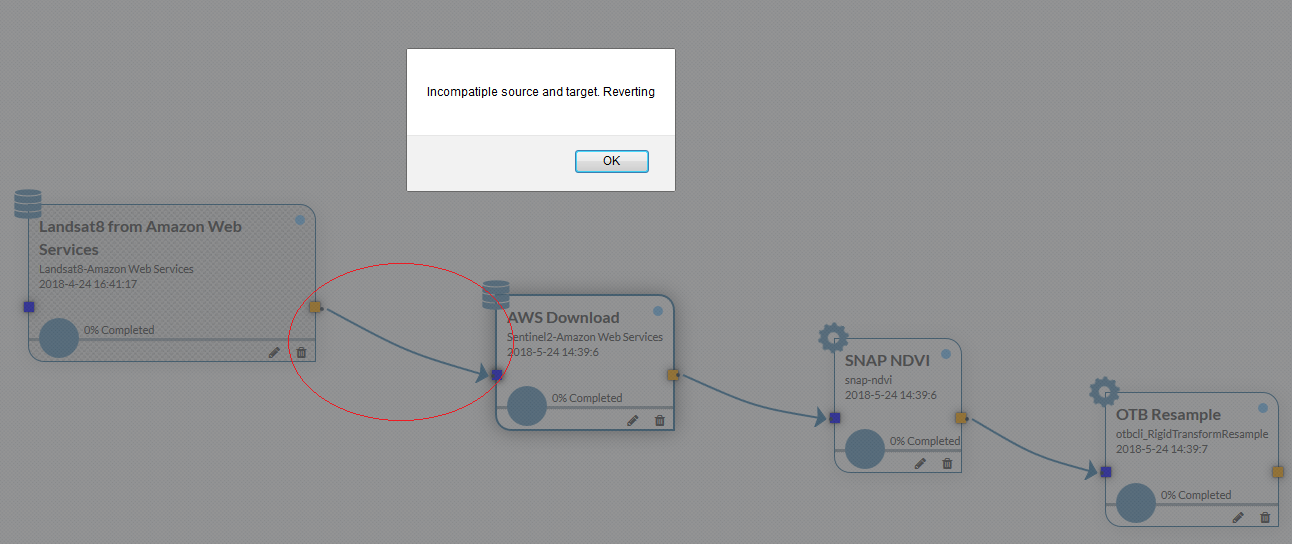 Incompatiple source and target. Reverting
OK
Landsat8 from Amazon Web
Services
Landsat8-Amazon Web Services
2018-4-24 16:41:17
0% Completed
AWS Download
Sentinel2-Amazon Web Services
2018-5-24 14:39:6
0% Completed
SNAP NDVI
snap-ndvi
2018-5-24 14:39:6
0% Completed
OTB Resample
otbcli_RigidTransformResample
2018-5-24 14:39:7
0% Completed